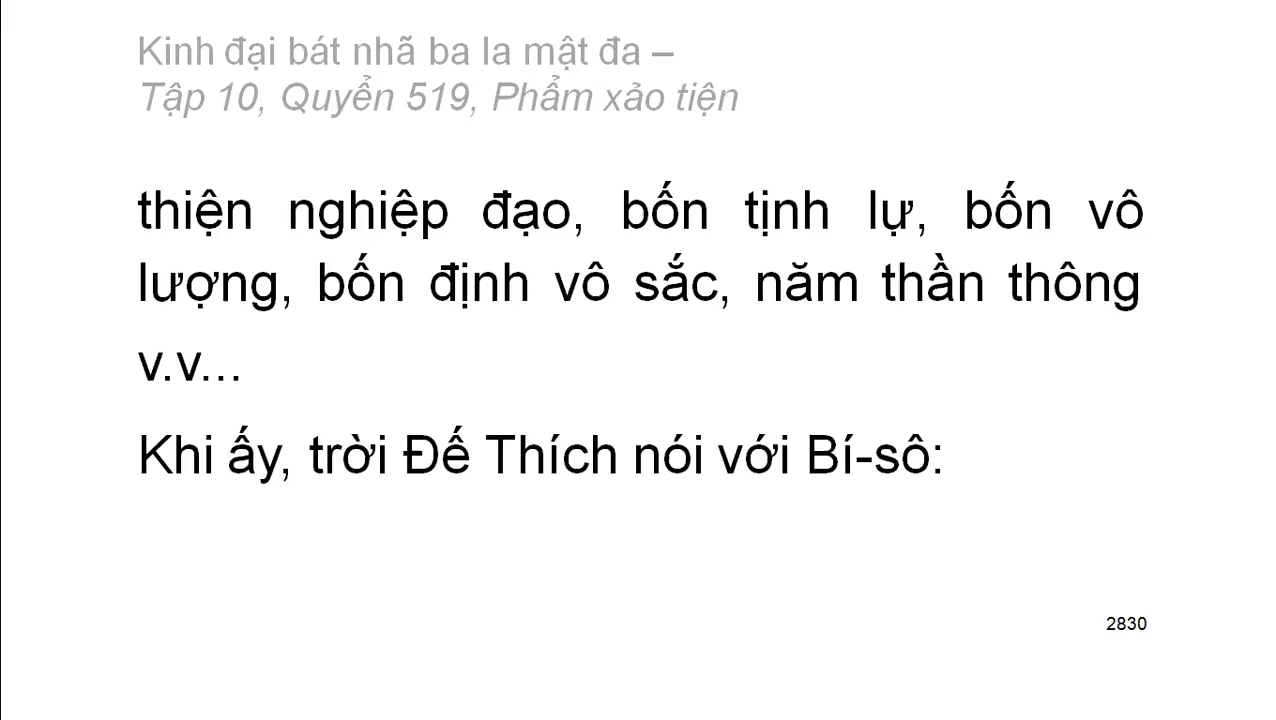 Kinh đại bát nhã ba la mật đa –
Tập 10, Quyển 519, Phẩm xảo tiện
thiện nghiệp đạo, bốn tịnh lự, bốn vô
lượng, bốn định vô sắc, năm thần thông
v.v...
Khi ấy, trời Đế Thích nói với Bí-sô:
2830